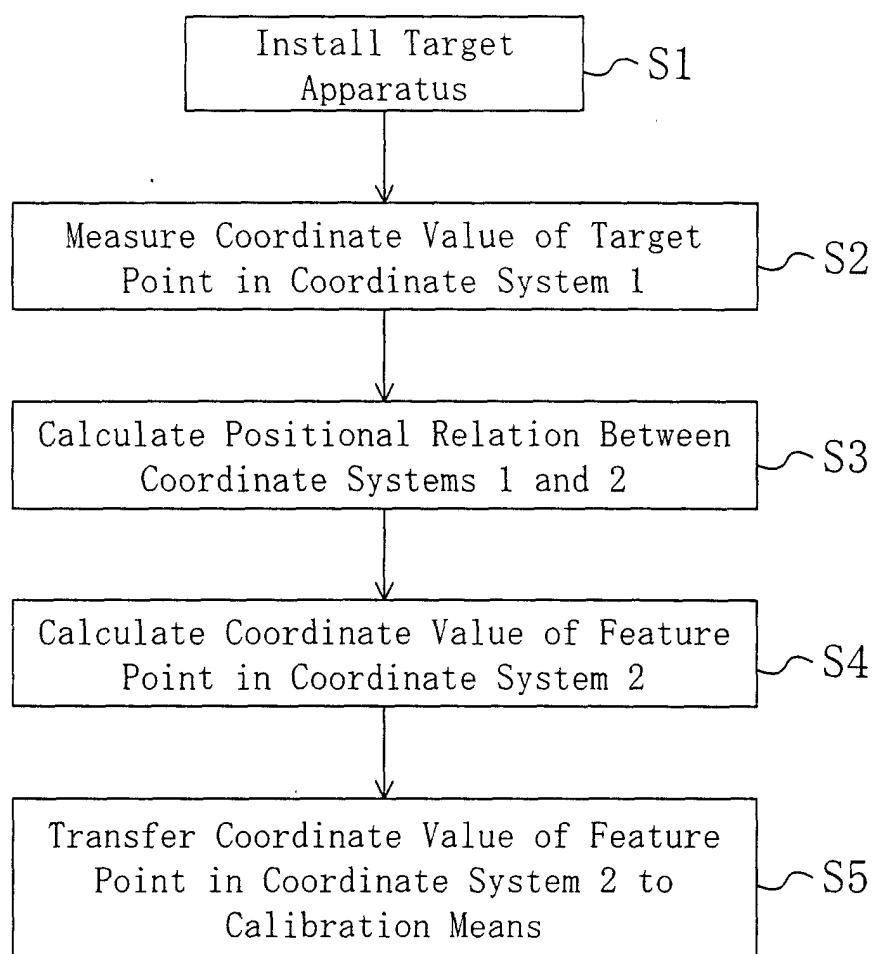 Install Target
Apparatus
S1
Measure Coordinate Value of Target
Point in Coordinate System 1
S2
Calculate Positional Relation Between
Coordinate Systems 1 and 2
S3
Calculate Coordinate Value of Feature
Point in Coordinate System 2
S4
Transfer Coordinate Value of Feature
Point in Coordinate System 2 to
Calibration Means
S5